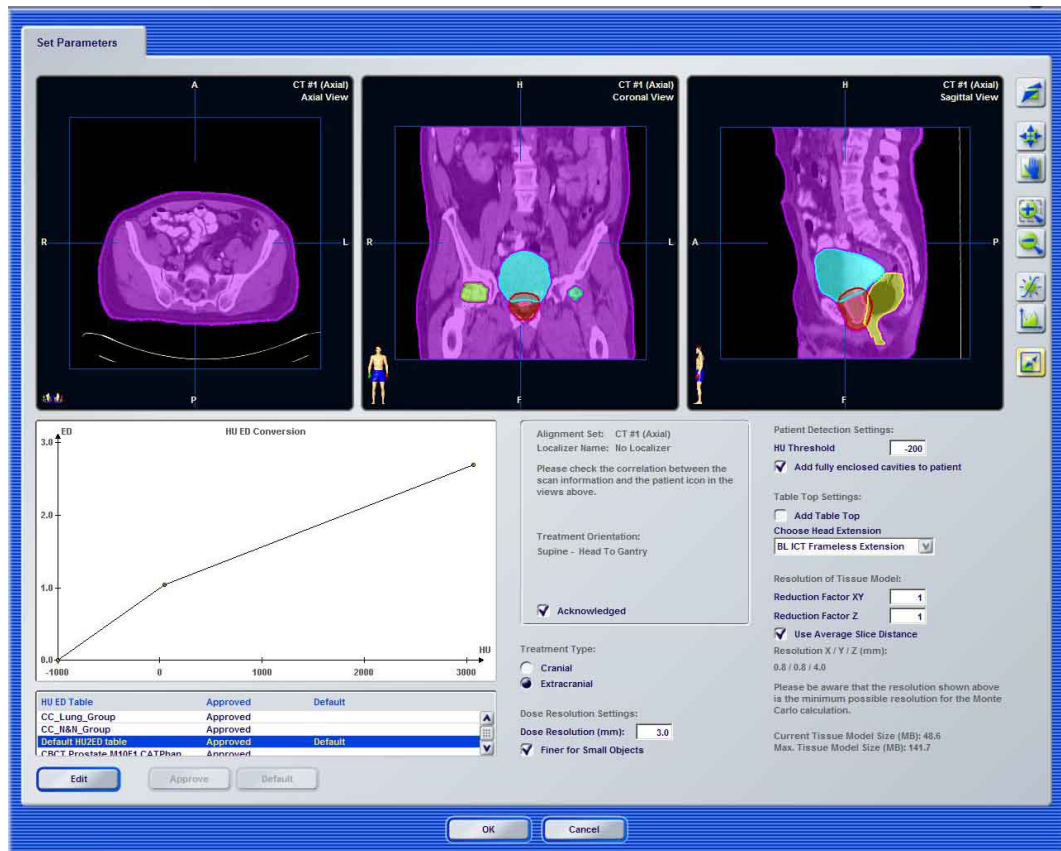 Set Parameters
A
CT #1 (Axial)
Axial View
R
L
P
H
CT #1 (Axial)
Coronal View
R
L
F
H
CT #1 (Axial)
Sagittal View
A
P
F
HU ED Conversion
ED
3.0
2.0
1.0
0.0
-1000
0
1000
2000
3000
HU
HU ED Table Approved Default
CC_Lung_Group Approved
CC_N&N_Group Approved
Default HU2ED table Approved Default
CBCT Prostate M10F1 CATPhan Approved
Edit
Approve
Default
Alignment Set: CT #1 (Axial)
Localizer Name: No Localizer
Please check the correlation between the
scan information and the patient icon in the
views above.
Treatment Orientation:
Supine - Head To Gantry
Acknowledged
Treatment Type:
Cranial
Extracranial
Dose Resolution Settings:
Dose Resolution (mm): 3.0
Finer for Small Objects
Patient Detection Settings:
HU Threshold -200
Add fully enclosed cavities to patient
Table Top Settings:
Add Table Top
Choose Head Extension
BL ICT Frameless Extension
Resolution of Tissue Model:
Reduction Factor XY 1
Reduction Factor Z 1
Use Average Slice Distance
Resolution X / Y / Z (mm):
0.8 / 0.8 / 4.0
Please be aware that the resolution shown above
is the minimum possible resolution for the Monte
Carlo calculation.
Current Tissue Model Size (MB): 48.6
Max. Tissue Model Size (MB): 141.7
OK
Cancel